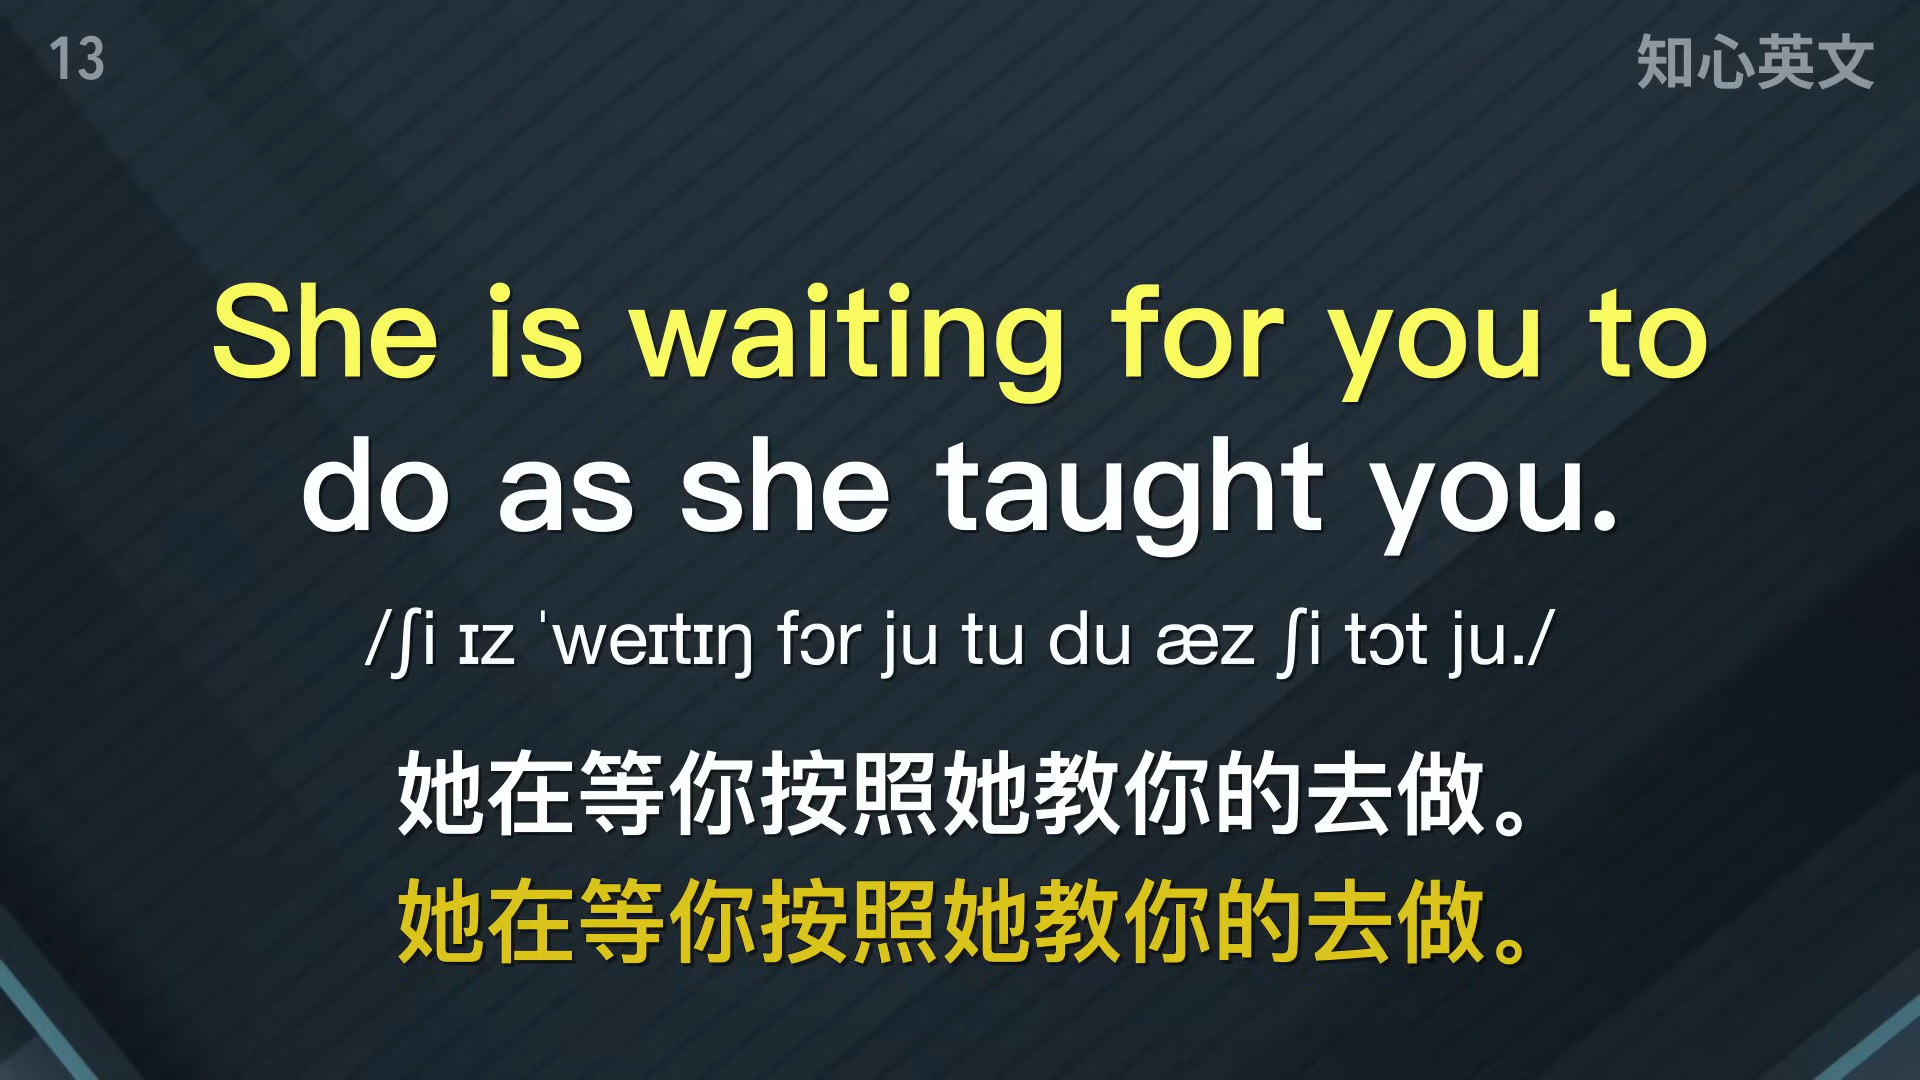 13
知心英文
She is waiting for you to
do as she taught you.
/ʃi ɪz ˈweɪtɪŋ fɔr ju tu du æz ʃi tɔt ju./
她在等你按照她教你的去做。
她在等你按照她教你的去做。